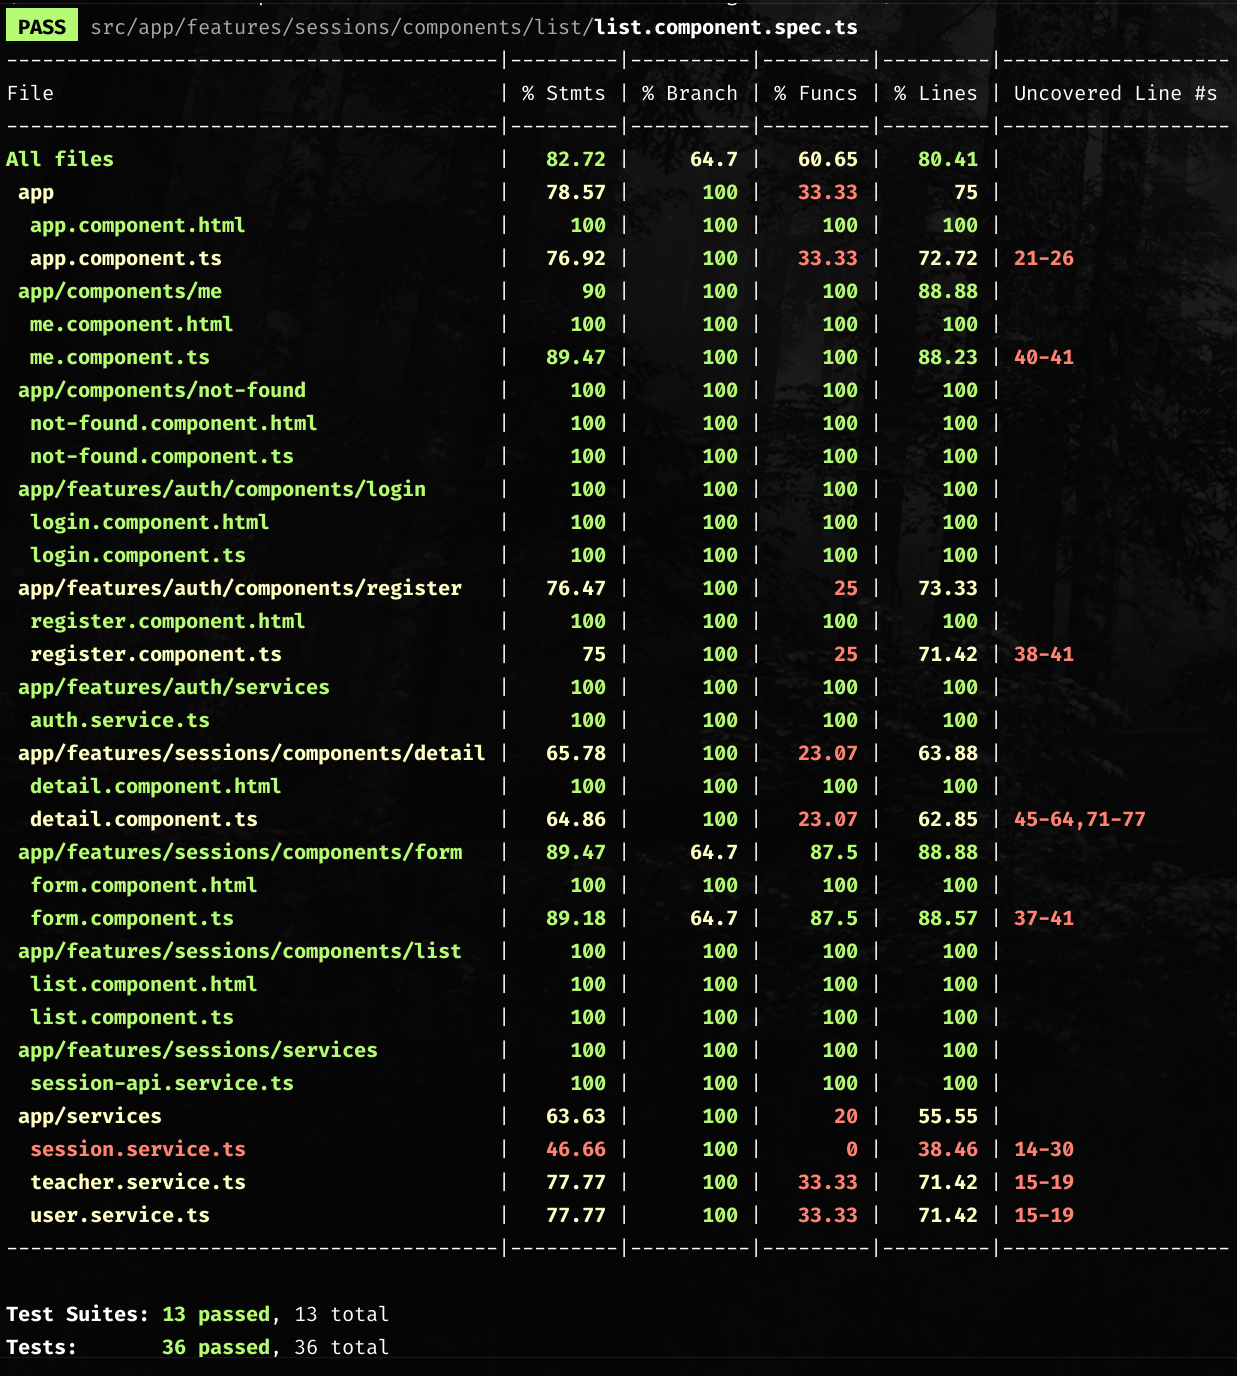 PASS src/app/features/sessions/components/list/list.component.spec.ts
-----------------------------------------|---------|----------|---------|---------|-------------------
File | % Stmts | % Branch | % Funcs | % Lines | Uncovered Line #s
-----------------------------------------|---------|----------|---------|---------|-------------------
All files | 82.72 | 64.7 | 60.65 | 80.41 |
app | 78.57 | 100 | 33.33 | 75 |
app.component.html | 100 | 100 | 100 | 100 |
app.component.ts | 76.92 | 100 | 33.33 | 72.72 | 21-26
app/components/me | 90 | 100 | 100 | 88.88 |
me.component.html | 100 | 100 | 100 | 100 |
me.component.ts | 89.47 | 100 | 100 | 88.23 | 40-41
app/components/not-found | 100 | 100 | 100 | 100 |
not-found.component.html | 100 | 100 | 100 | 100 |
not-found.component.ts | 100 | 100 | 100 | 100 |
app/features/auth/components/login | 100 | 100 | 100 | 100 |
login.component.html | 100 | 100 | 100 | 100 |
login.component.ts | 100 | 100 | 100 | 100 |
app/features/auth/components/register | 76.47 | 100 | 25 | 73.33 |
register.component.html | 100 | 100 | 100 | 100 |
register.component.ts | 75 | 100 | 25 | 71.42 | 38-41
app/features/auth/services | 100 | 100 | 100 | 100 |
auth.service.ts | 100 | 100 | 100 | 100 |
app/features/sessions/components/detail | 65.78 | 100 | 23.07 | 63.88 |
detail.component.html | 100 | 100 | 100 | 100 |
detail.component.ts | 64.86 | 100 | 23.07 | 62.85 | 45-64,71-77
app/features/sessions/components/form | 89.47 | 64.7 | 87.5 | 88.88 |
form.component.html | 100 | 100 | 100 | 100 |
form.component.ts | 89.18 | 64.7 | 87.5 | 88.57 | 37-41
app/features/sessions/components/list | 100 | 100 | 100 | 100 |
list.component.html | 100 | 100 | 100 | 100 |
list.component.ts | 100 | 100 | 100 | 100 |
app/features/sessions/services | 100 | 100 | 100 | 100 |
session-api.service.ts | 100 | 100 | 100 | 100 |
app/services | 63.63 | 100 | 20 | 55.55 |
session.service.ts | 46.66 | 100 | 0 | 38.46 | 14-30
teacher.service.ts | 77.77 | 100 | 33.33 | 71.42 | 15-19
user.service.ts | 77.77 | 100 | 33.33 | 71.42 | 15-19
-----------------------------------------|---------|----------|---------|---------|-------------------
Test Suites: 13 passed, 13 total
Tests: 36 passed, 36 total